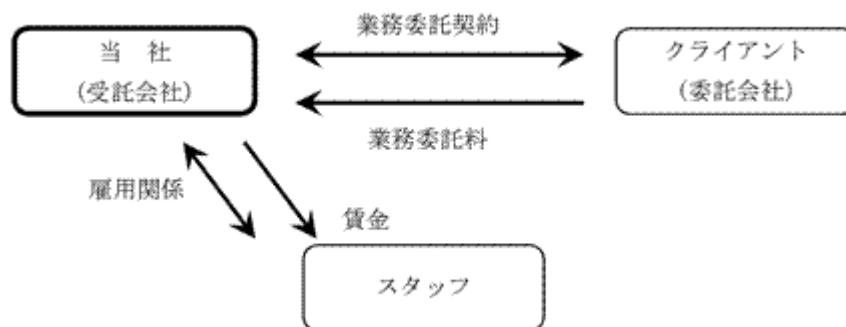 業務委託契約
当 社
(受託会社)
クライアント
(委託会社)
業務委託料
雇用関係
賃金
スタッフ